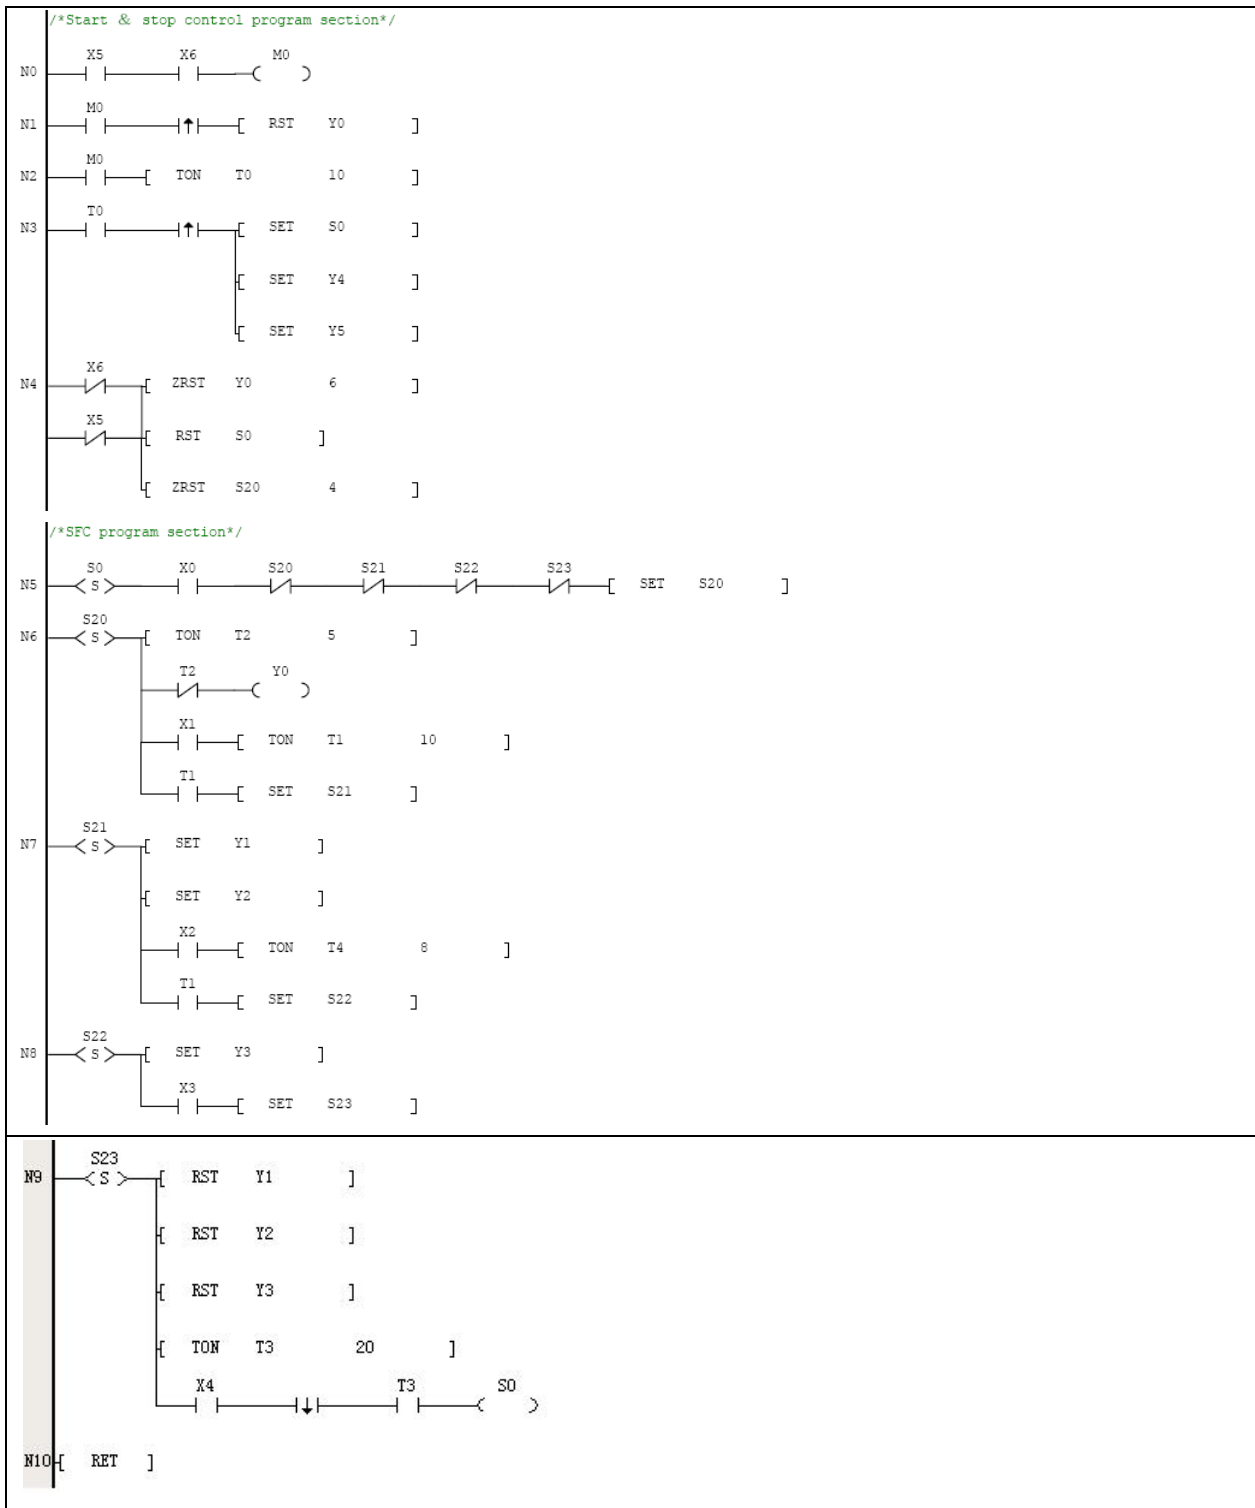 /*Start & stop control program section*/
X5 X6 M0
N0 ( )
M0
N1 [ RST Y0 ]
M0
N2 [ TON T0 10 ]
T0
N3 [ SET S0 ]
[ SET Y4 ]
[ SET Y5 ]
X6
N4 [ ZRST Y0 6 ]
X5
[ RST S0 ]
[ ZRST S20 4 ]
/*SFC program section*/
S0 X0 S20 S21 S22 S23
N5 <S> [ SET S20 ]
S20
N6 <S> [ TON T2 5 ]
T2 Y0
( )
X1
[ TON T1 10 ]
T1
[ SET S21 ]
S21
N7 <S> [ SET Y1 ]
[ SET Y2 ]
X2
[ TON T4 8 ]
T1
[ SET S22 ]
S22
N8 <S> [ SET Y3 ]
X3
[ SET S23 ]
S23
N9 <S> [ RST Y1 ]
[ RST Y2 ]
[ RST Y3 ]
[ TON T3 20 ]
X4 T3 S0
( )
N10 [ RET ]